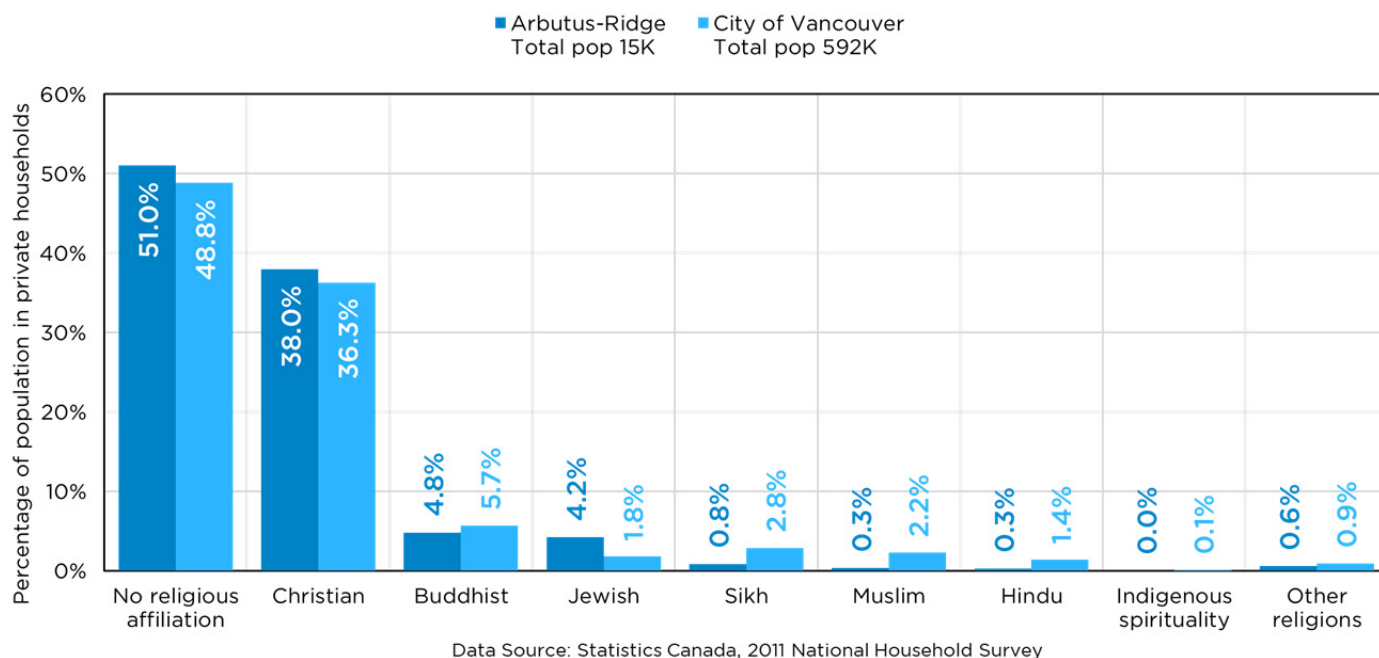 Arbutus-Ridge
Total pop 15K
City of Vancouver
Total pop 592K
Percentage of population in private households
60%
50%
40%
30%
20%
10%
0%
51.0%
48.8%
38.0%
36.3%
4.8%
5.7%
4.2%
1.8%
0.8%
2.8%
0.3%
2.2%
0.3%
1.4%
0.0%
0.1%
0.6%
0.9%
No religious
affiliation
Christian
Buddhist
Jewish
Sikh
Muslim
Hindu
Indigenous
spirituality
Other
religions
Data Source: Statistics Canada, 2011 National Household Survey